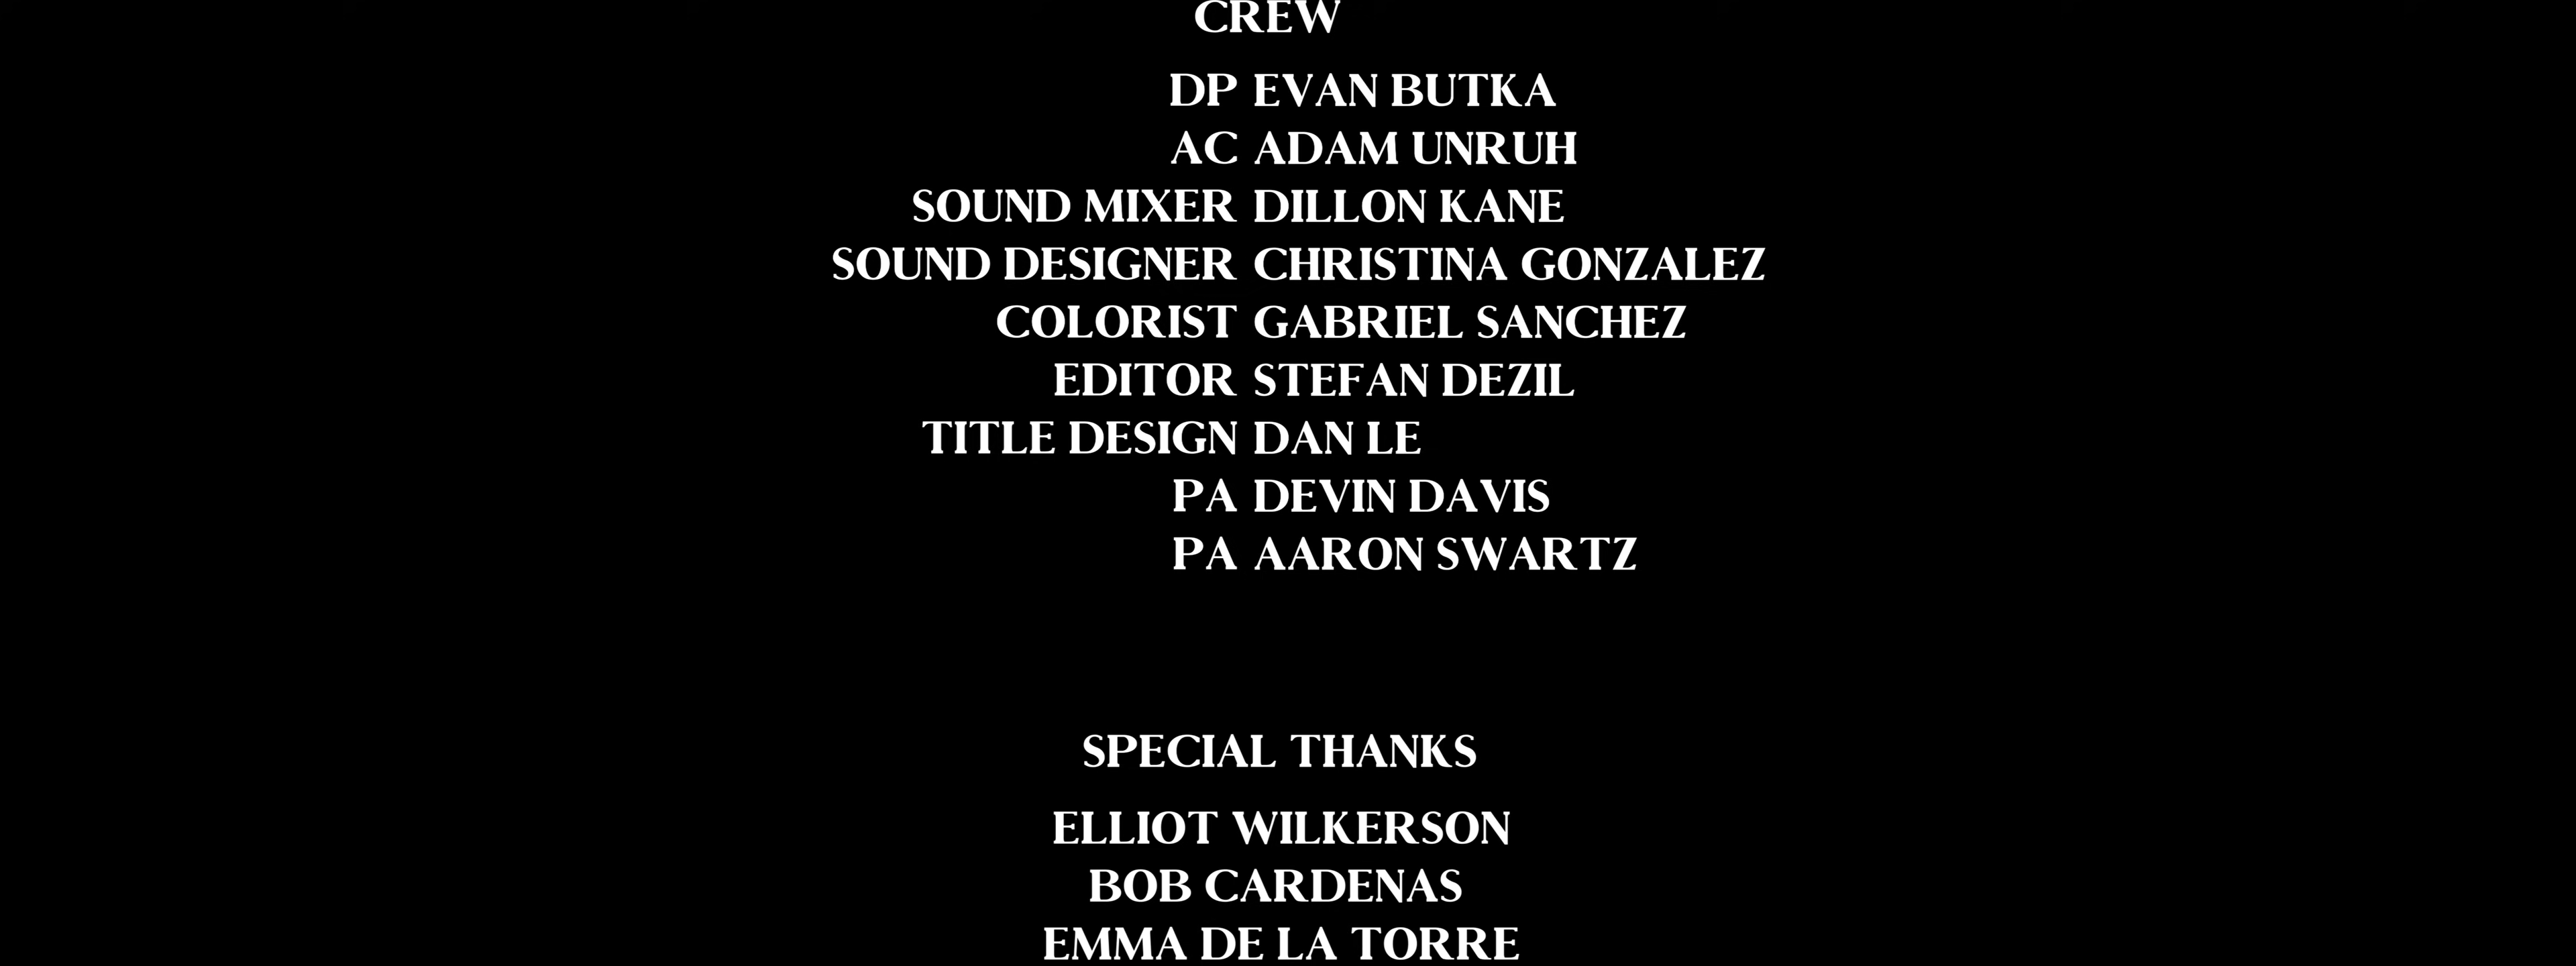 CREW
DP EVAN BUTKA
AC ADAM UNRUH
SOUND MIXER DILLON KANE
SOUND DESIGNER CHRISTINA GONZALEZ
COLORIST GABRIEL SANCHEZ
EDITOR STEFAN DEZIL
TITLE DESIGN DAN LE
PA DEVIN DAVIS
PA AARON SWARTZ
SPECIAL THANKS
ELLIOT WILKERSON
BOB CARDENAS
EMMA DE LA TORRE